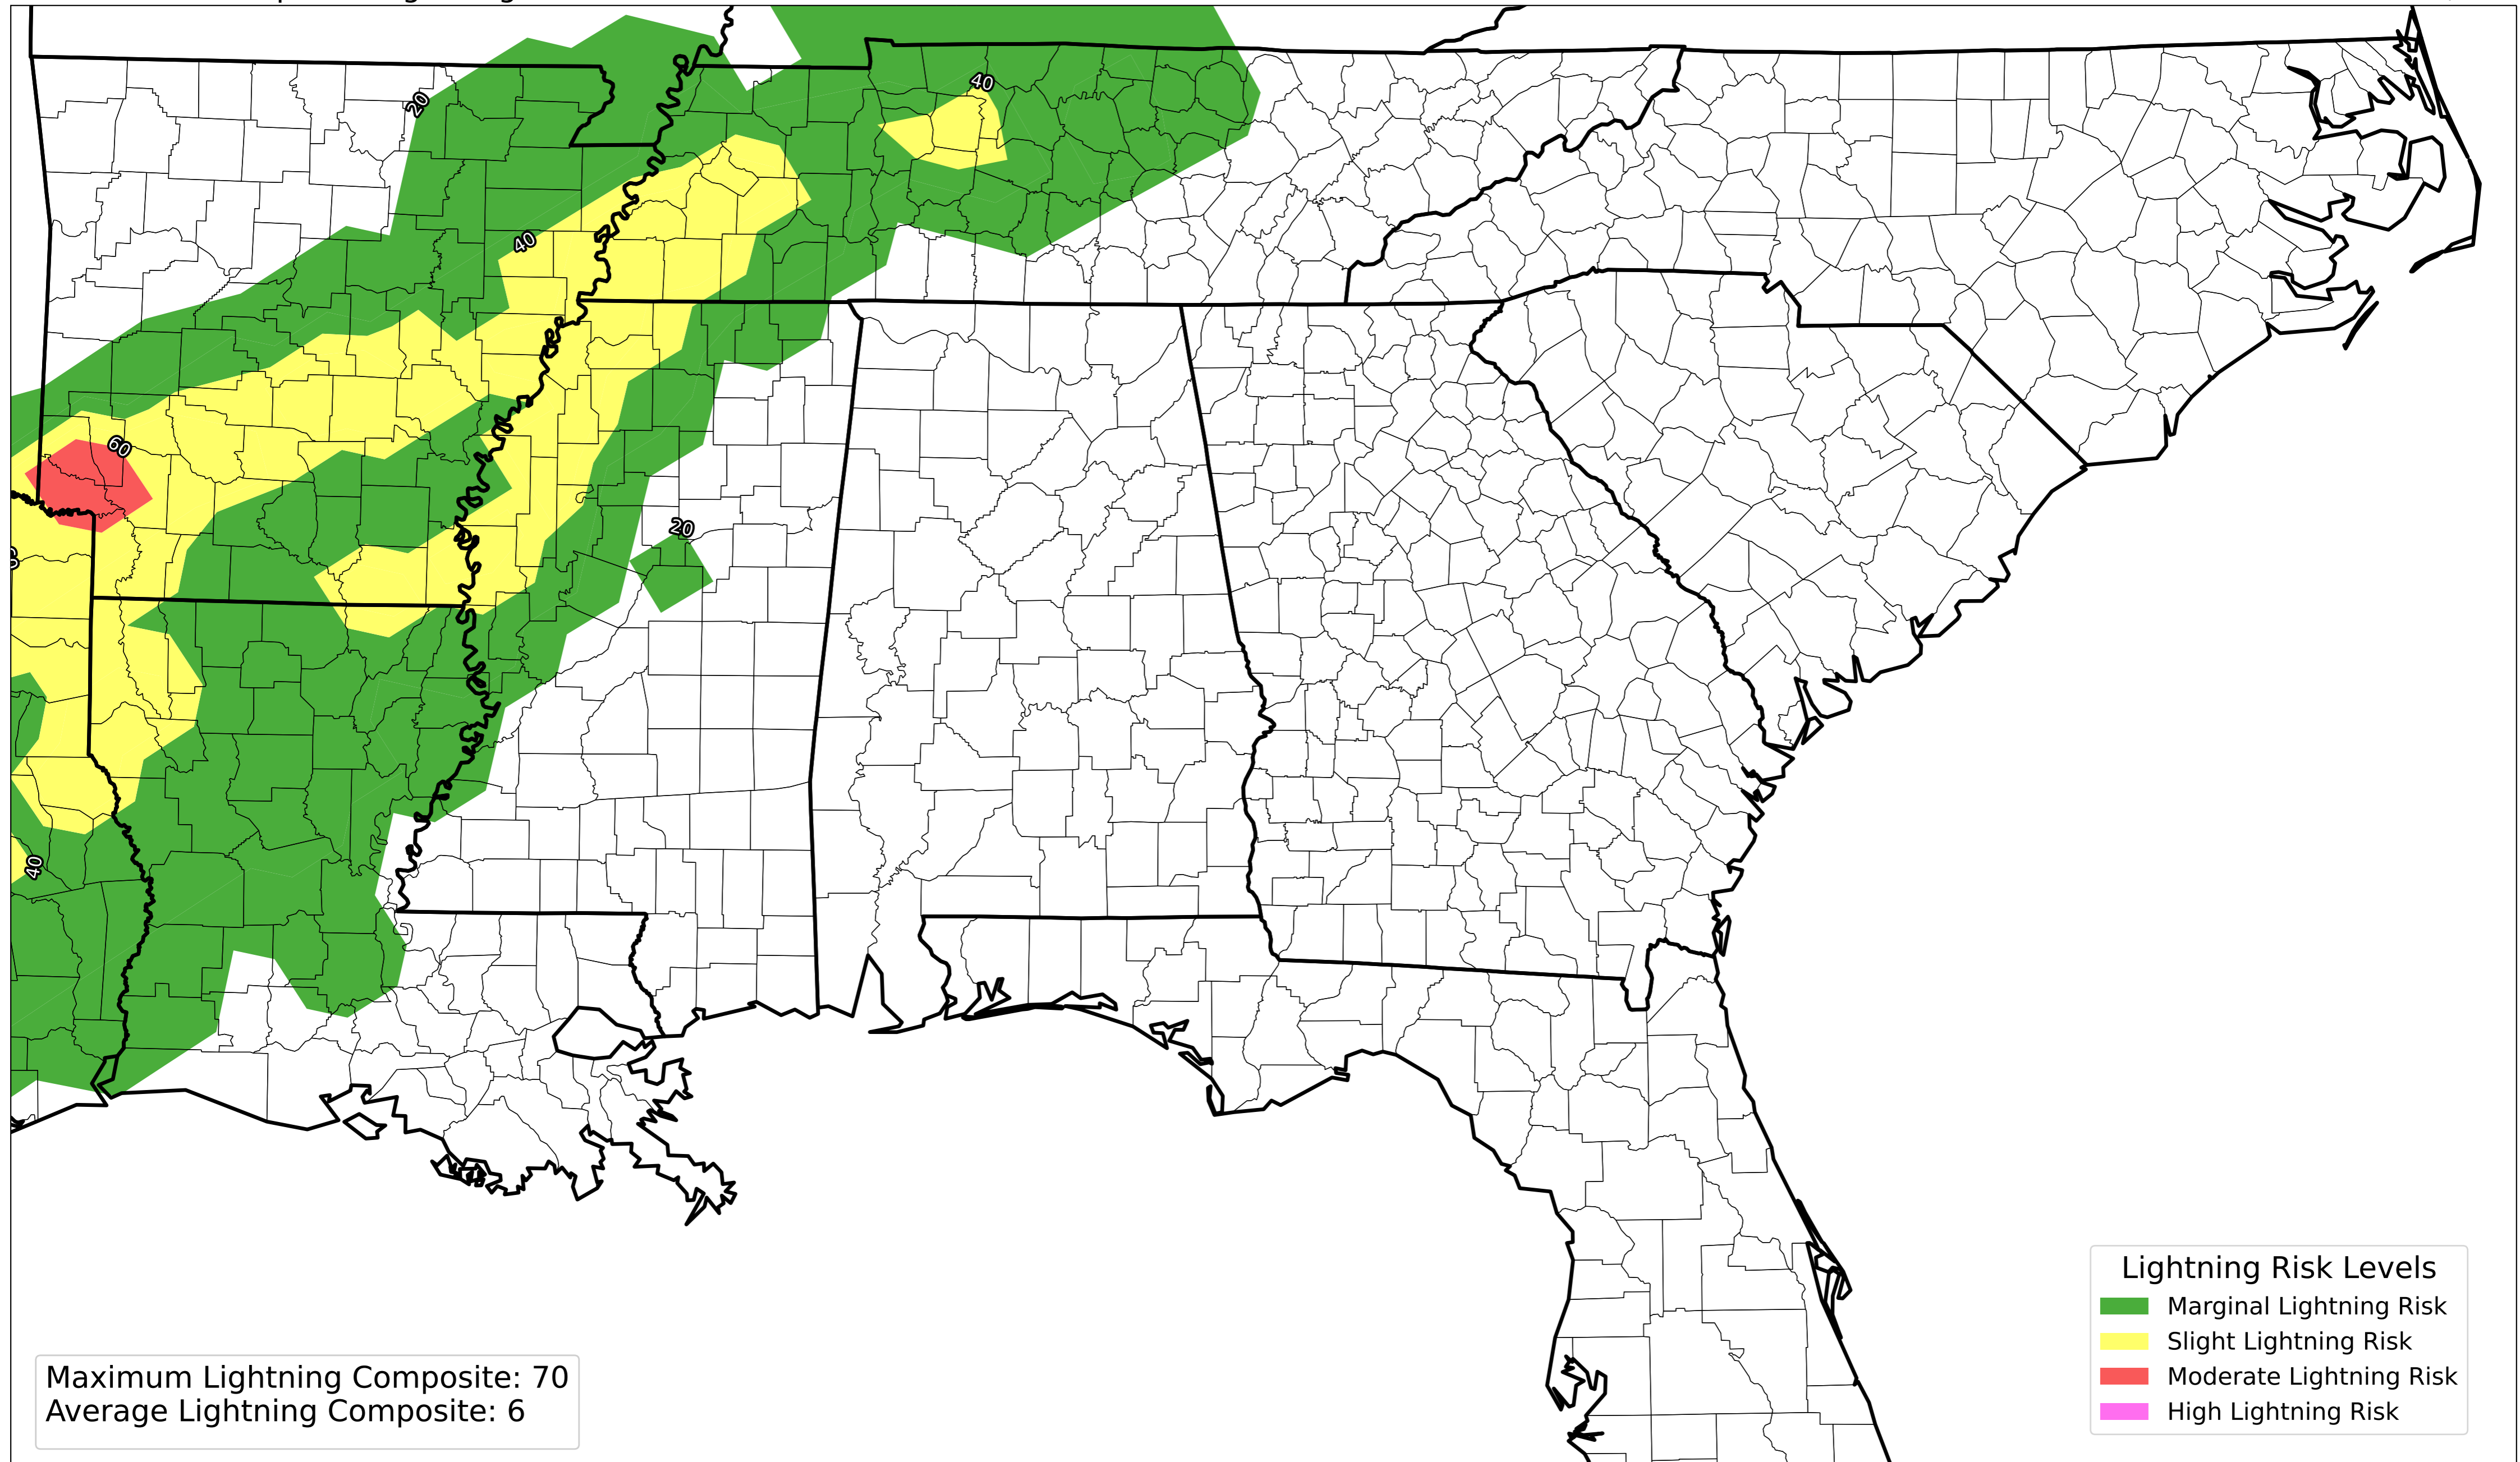 40
20
40
60
20
40
Lightning Risk Levels
Marginal Lightning Risk
Slight Lightning Risk
Moderate Lightning Risk
High Lightning Risk
Maximum Lightning Composite: 70
Average Lightning Composite: 6